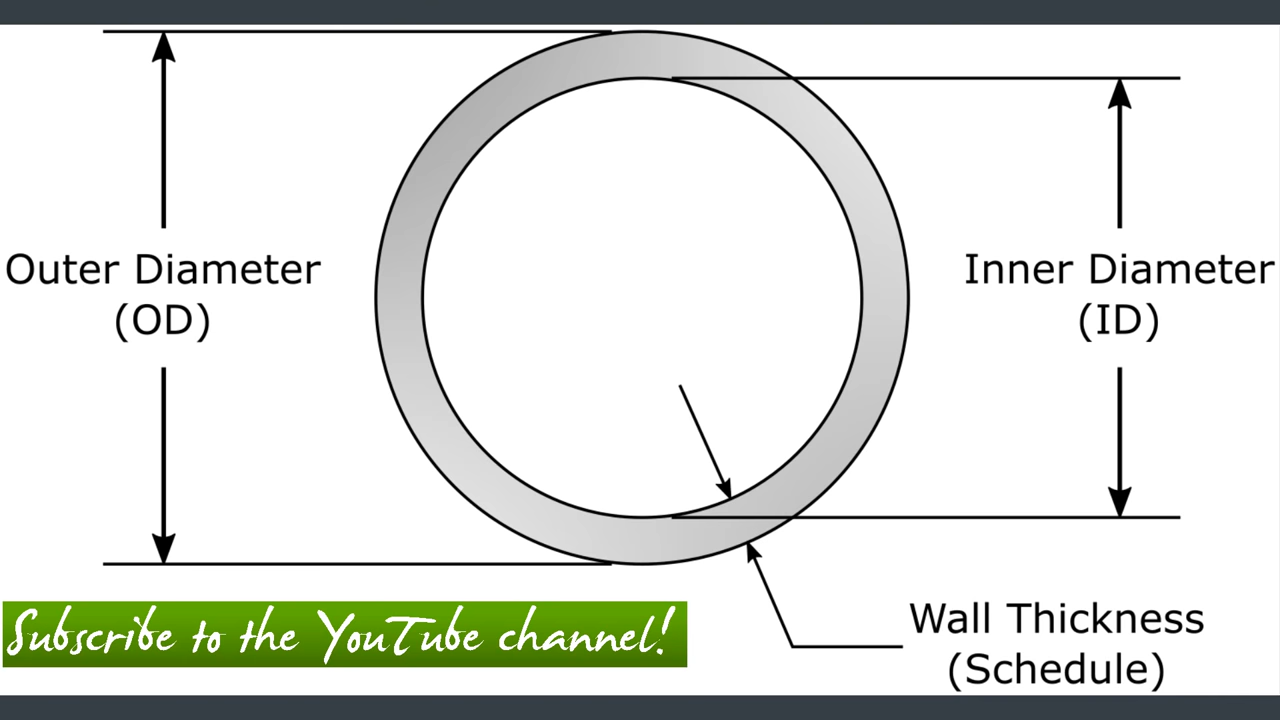 Outer Diameter
(OD)
Inner Diameter
(ID)
Wall Thickness
(Schedule)
Subscribe to the YouTube channel!